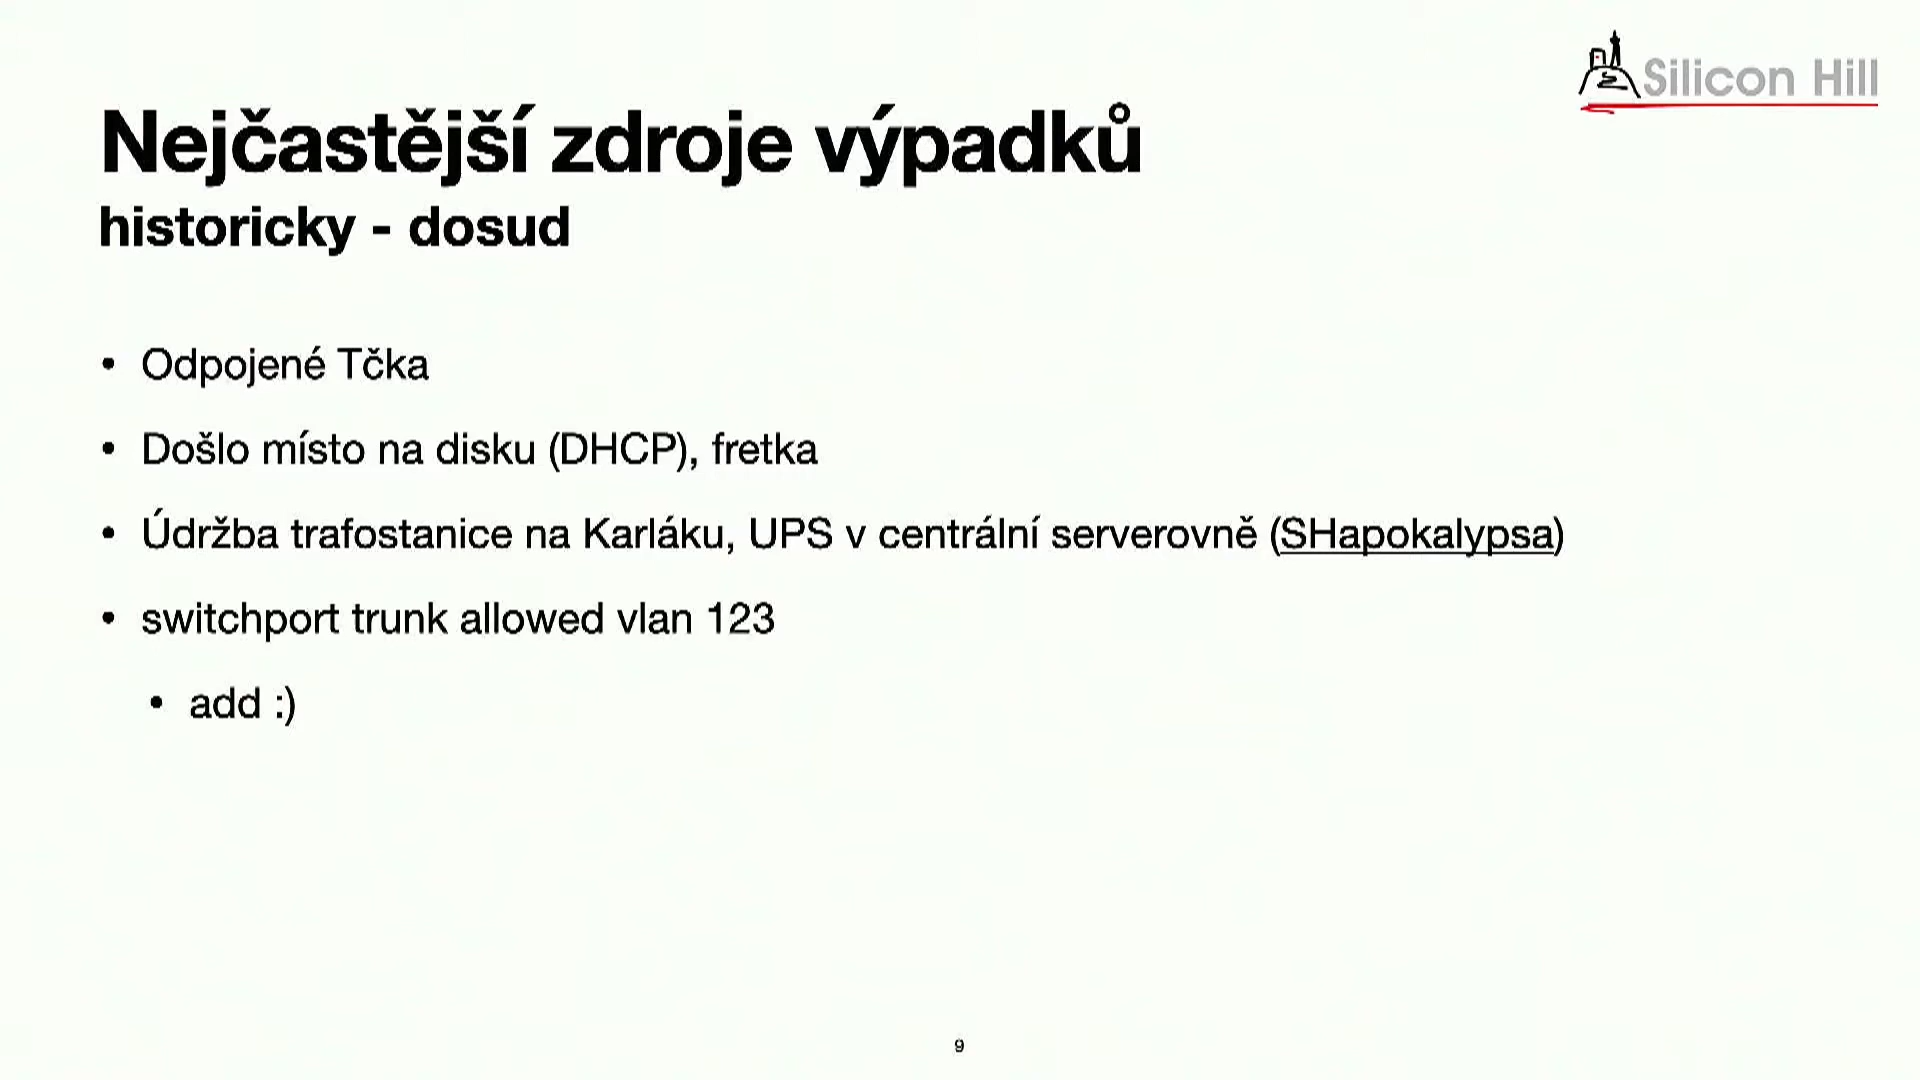 Silicon Hill
Nejčastější zdroje výpadků
historicky - dosud
• Odpojené Tčka
• Došlo místo na disku (DHCP), fretka
• Údržba trafostanice na Karláku, UPS v centrální serverovně (SHapokalypsa)
• switchport trunk allowed vlan 123
• add :)
9